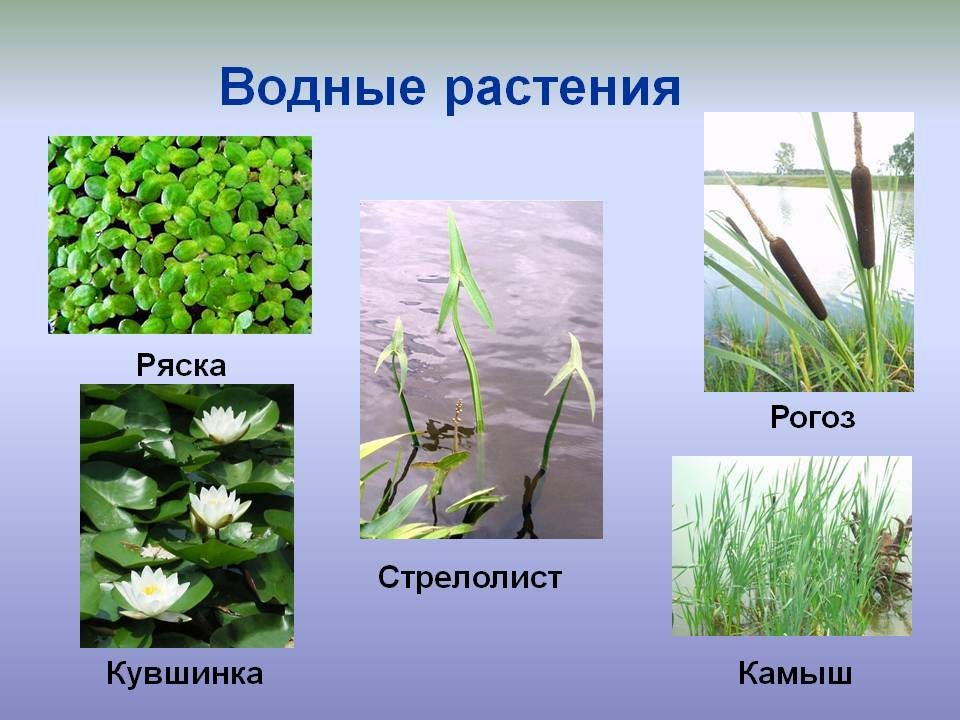 Водные растения
Ряска
Рогоз
Стрелолист
Кувшинка
Камыш